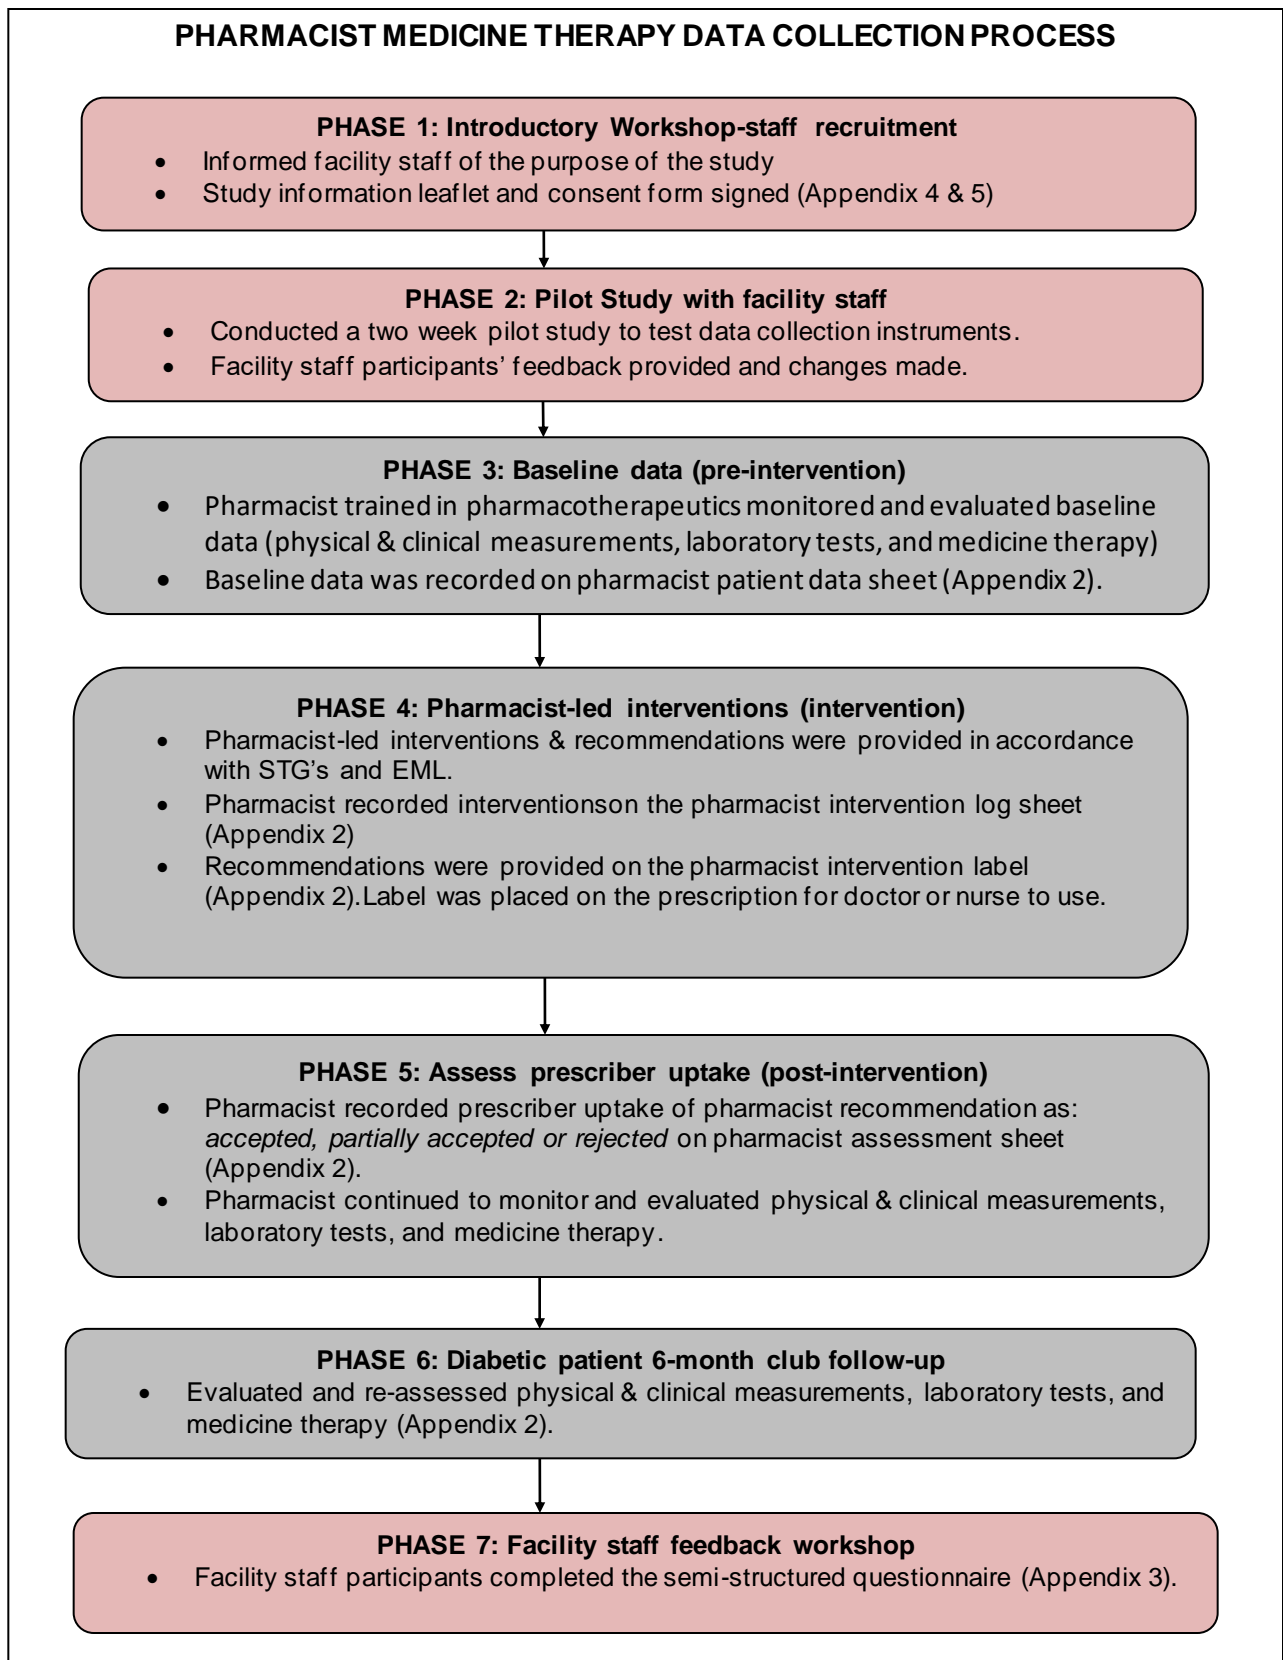 PHARMACIST MEDICINE THERAPY DATA COLLECTION PROCESS
PHASE 1: Introductory Workshop-staff recruitment
• Informed facility staff of the purpose of the study
• Study information leaflet and consent form signed (Appendix 4 & 5)
PHASE 2: Pilot Study with facility staff
• Conducted a two week pilot study to test data collection instruments.
• Facility staff participants’ feedback provided and changes made.
PHASE 3: Baseline data (pre-intervention)
• Pharmacist trained in pharmacotherapeutics monitored and evaluated baseline
data (physical & clinical measurements, laboratory tests, and medicine therapy)
• Baseline data was recorded on pharmacist patient data sheet (Appendix 2).
PHASE 4: Pharmacist-led interventions (intervention)
• Pharmacist-led interventions & recommendations were provided in accordance
with STG’s and EML.
• Pharmacist recorded interventionson the pharmacist intervention log sheet
(Appendix 2)
• Recommendations were provided on the pharmacist intervention label
(Appendix 2).Label was placed on the prescription for doctor or nurse to use.
PHASE 5: Assess prescriber uptake (post-intervention)
• Pharmacist recorded prescriber uptake of pharmacist recommendation as:
accepted, partially accepted or rejected on pharmacist assessment sheet
(Appendix 2).
• Pharmacist continued to monitor and evaluated physical & clinical measurements,
laboratory tests, and medicine therapy.
PHASE 6: Diabetic patient 6-month club follow-up
• Evaluated and re-assessed physical & clinical measurements, laboratory tests, and
medicine therapy (Appendix 2).
PHASE 7: Facility staff feedback workshop
• Facility staff participants completed the semi-structured questionnaire (Appendix 3).